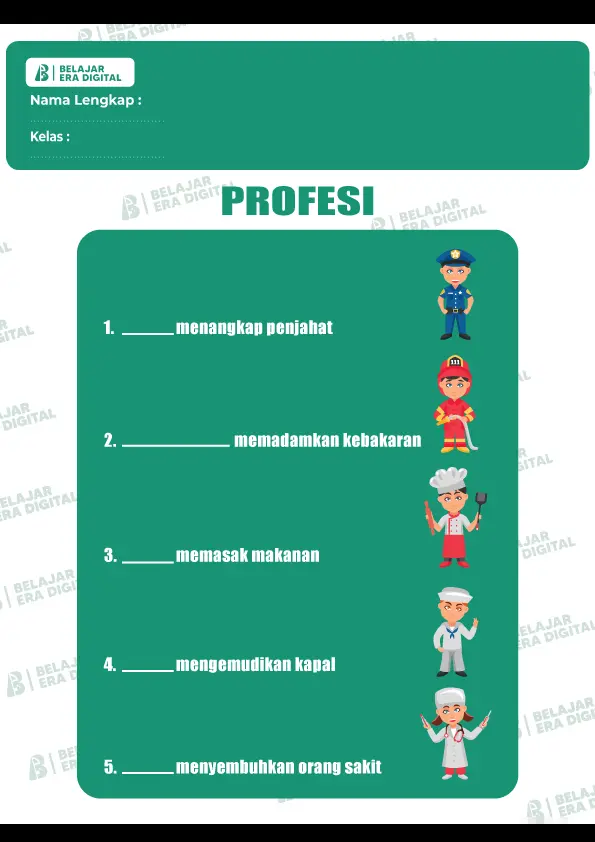 BELAJAR
ERA DIGITAL
Nama Lengkap :
Kelas :
PROFESI
1. ______ menangkap penjahat
111
2. _____________ memadamkan kebakaran
3. ______ memasak makanan
4. ______ mengemudikan kapal
5. ______ menyembuhkan orang sakit